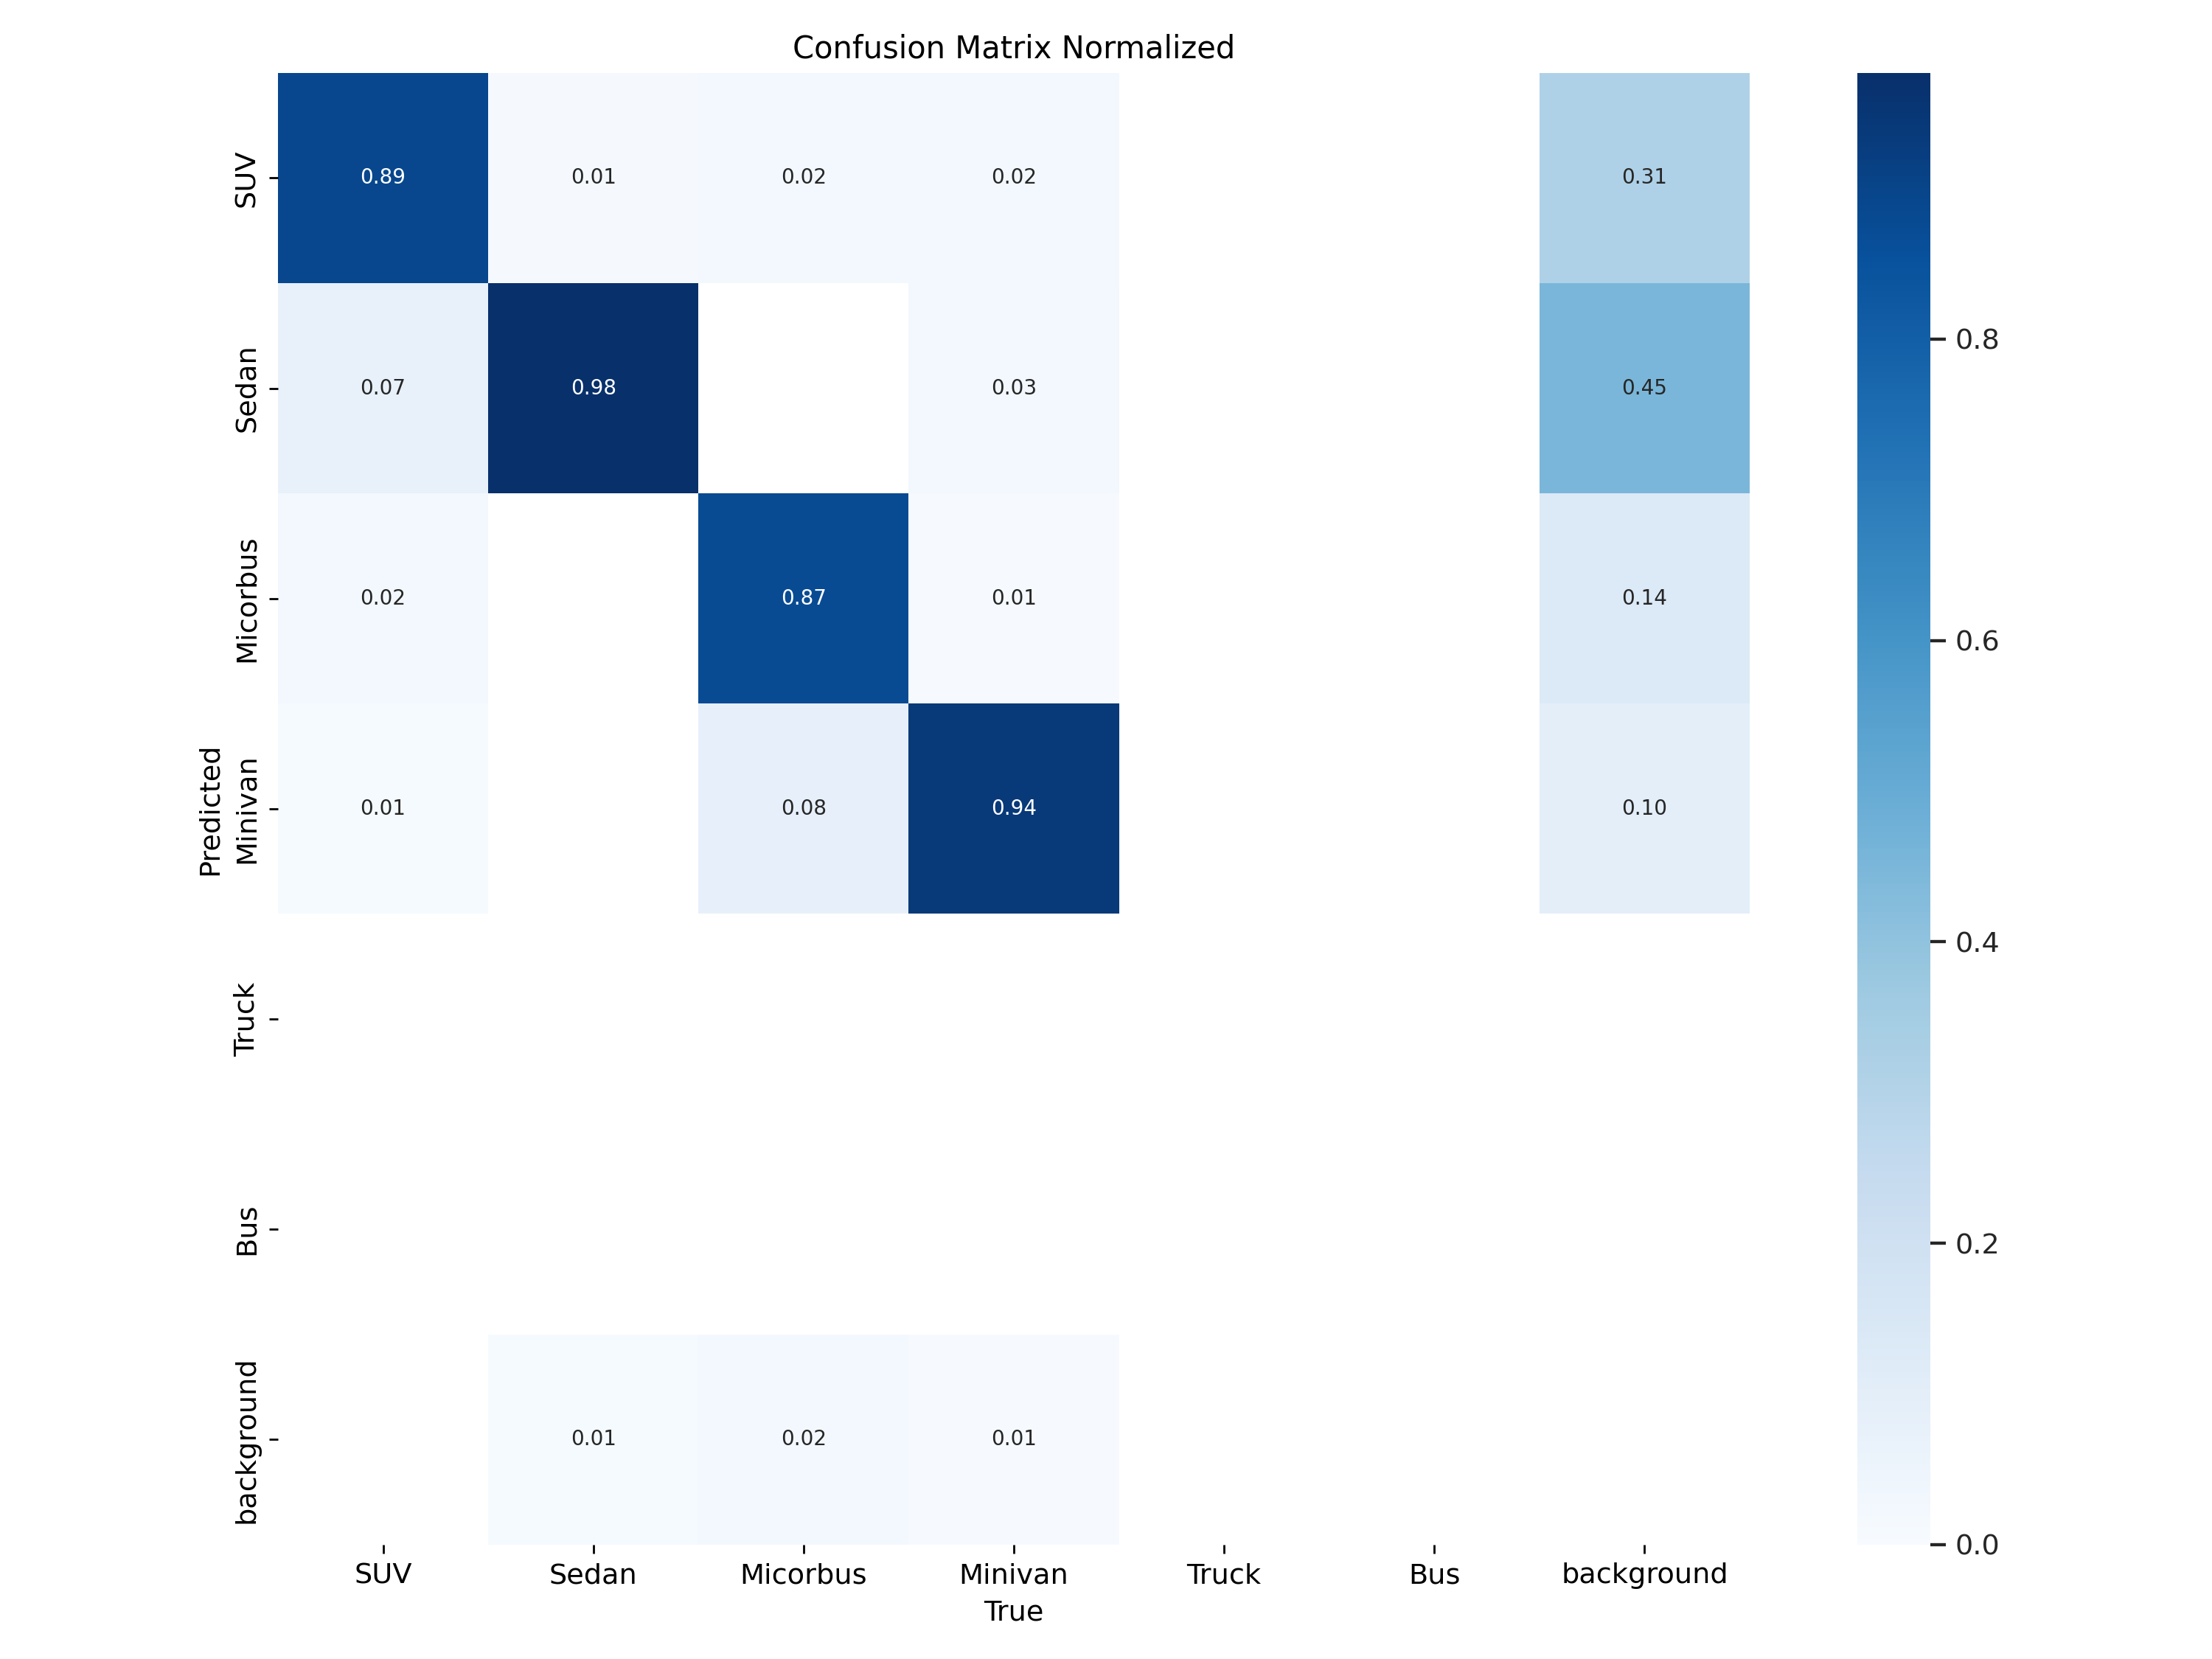 Confusion Matrix Normalized
SUV 0.89 0.01 0.02 0.02 0.31
Sedan 0.07 0.98 0.03 0.45
Micorbus 0.02 0.87 0.01 0.14
Minivan 0.01 0.08 0.94 0.10
Truck
Bus
background 0.01 0.02 0.01
Predicted
SUV Sedan Micorbus Minivan Truck Bus background
True
0.8
0.6
0.4
0.2
0.0